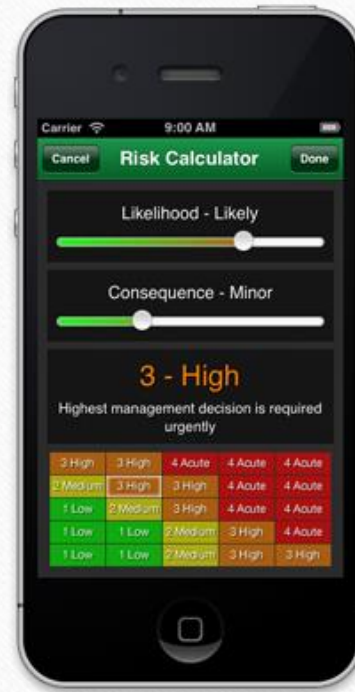 Carrier 9:00 AM
Cancel Risk Calculator Done
Likelihood - Likely
Consequence - Minor
3 - High
Highest management decision is required
urgently
3 High 3 High 4 Acute 4 Acute 4 Acute
2 Medium 3 High 3 High 4 Acute 4 Acute
1 Low 2 Medium 3 High 4 Acute 4 Acute
1 Low 1 Low 2 Medium 3 High 4 Acute
1 Low 1 Low 2 Medium 3 High 3 High